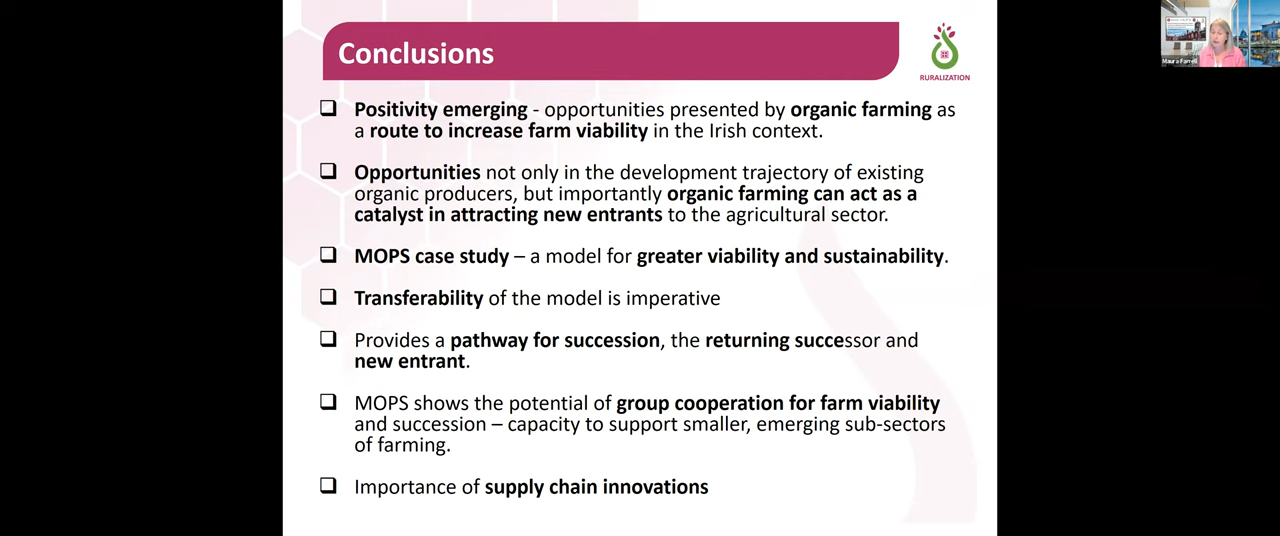 Conclusions
RURALIZATION
Maura Farrell
Positivity emerging - opportunities presented by organic farming as
a route to increase farm viability in the Irish context.
Opportunities not only in the development trajectory of existing
organic producers, but importantly organic farming can act as a
catalyst in attracting new entrants to the agricultural sector.
MOPS case study – a model for greater viability and sustainability.
Transferability of the model is imperative
Provides a pathway for succession, the returning successor and
new entrant.
MOPS shows the potential of group cooperation for farm viability
and succession – capacity to support smaller, emerging sub-sectors
of farming.
Importance of supply chain innovations